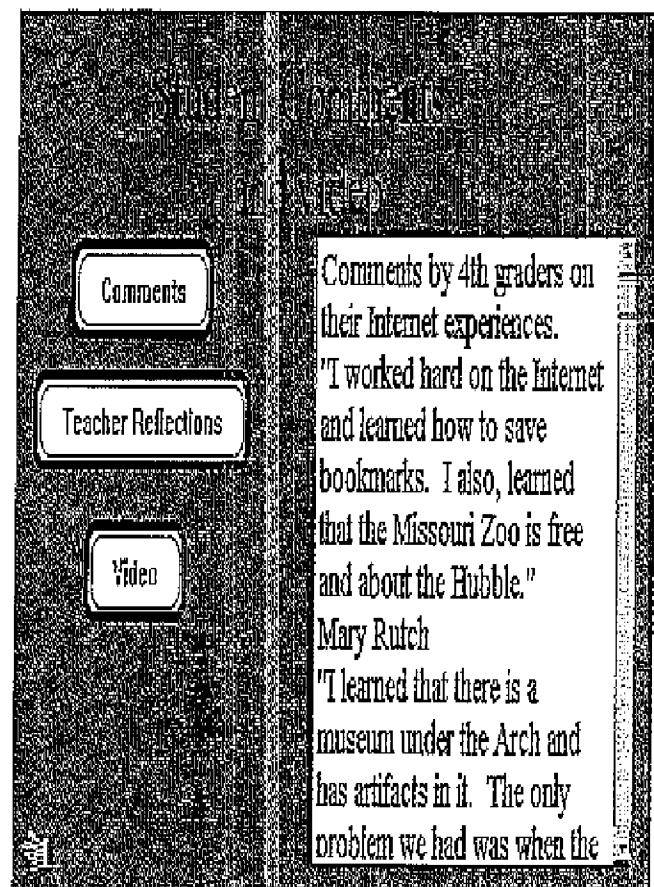 Student Comments
Comments
Teacher Reflections
Video
Comments by 4th graders on
their Internet experiences.
"I worked hard on the Internet
and learned how to save
bookmarks. I also, learned
that the Missouri Zoo is free
and about the Hubble."
Mary Rutch
"I learned that there is a
museum under the Arch and
has artifacts in it. The only
problem we had was when the